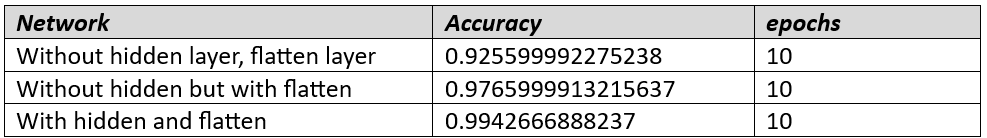 Network Accuracy epochs
Without hidden layer, flatten layer 0.925599992275238 10
Without hidden but with flatten 0.9765999913215637 10
With hidden and flatten 0.9942666888237 10